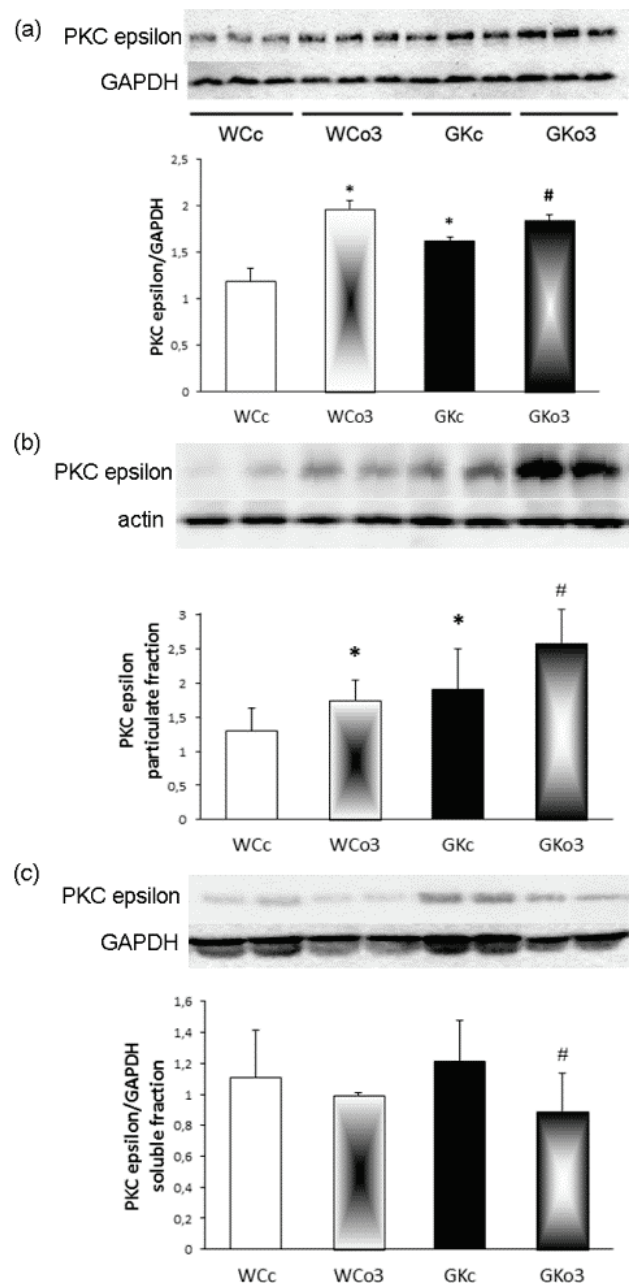 (a)
PKC epsilon
GAPDH
WCc WCo3 GKc GKo3
PKC epsilon/GAPDH
2,5
2
1,5
1
0,5
0
* * #
WCc WCo3 GKc GKo3
(b)
PKC epsilon
actin
PKC epsilon
particulate fraction
3
2,5
2
1,5
1
0,5
0
* * #
WCc WCo3 GKc GKo3
(c)
PKC epsilon
GAPDH
PKC epsilon/GAPDH
soluble fraction
1,6
1,4
1,2
1
0,8
0,6
0,4
0,2
0
#
WCc WCo3 GKc GKo3